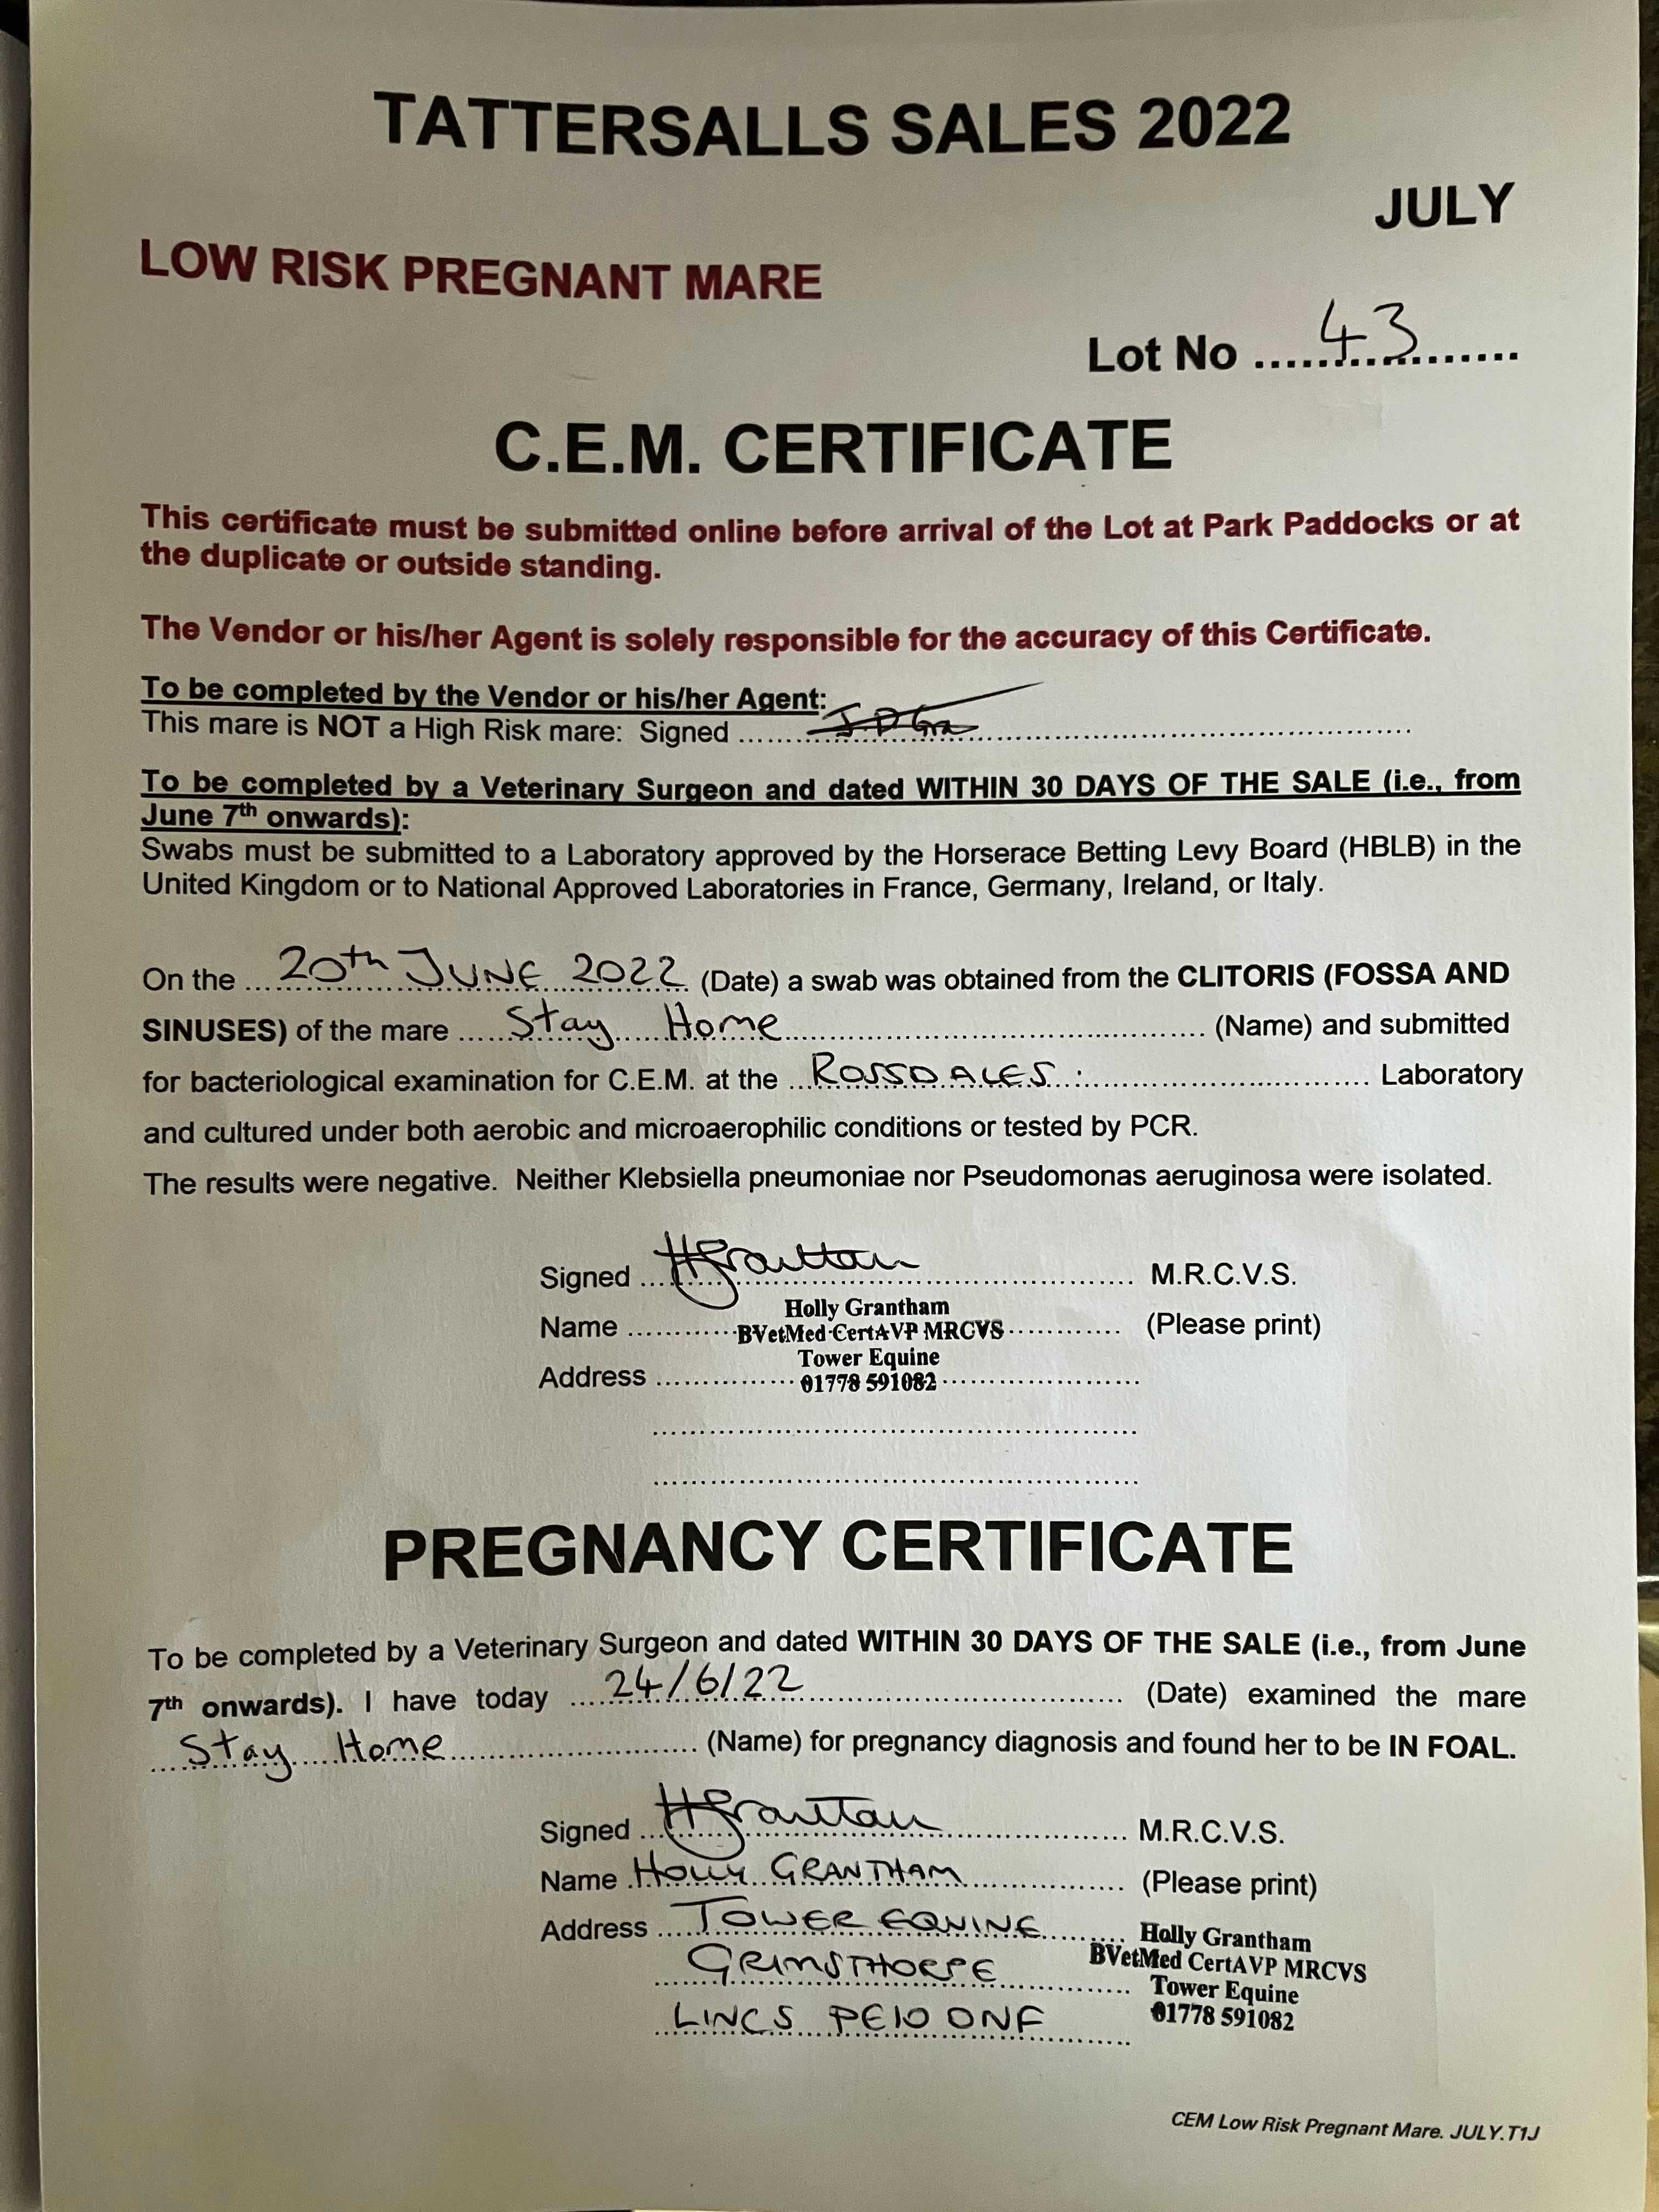 TATTERSALLS SALES 2022
JULY
LOW RISK PREGNANT MARE
Lot No ....43....
C.E.M. CERTIFICATE
This certificate must be submitted online before arrival of the Lot at Park Paddocks or at
the duplicate or outside standing.
The Vendor or his/her Agent is solely responsible for the accuracy of this Certificate.
To be completed by the Vendor or his/her Agent:
This mare is NOT a High Risk mare: Signed ....
To be completed by a Veterinary Surgeon and dated WITHIN 30 DAYS OF THE SALE (i.e., from
June 7th onwards):
Swabs must be submitted to a Laboratory approved by the Horserace Betting Levy Board (HBLB) in the
United Kingdom or to National Approved Laboratories in France, Germany, Ireland, or Italy.
On the ....20th JUNE 2022.... (Date) a swab was obtained from the CLITORIS (FOSSA AND
SINUSES) of the mare ....Stay Home.... (Name) and submitted
for bacteriological examination for C.E.M. at the ....ROSSDALES.... Laboratory
and cultured under both aerobic and microaerophilic conditions or tested by PCR.
The results were negative. Neither Klebsiella pneumoniae nor Pseudomonas aeruginosa were isolated.
Signed .... M.R.C.V.S.
Holly Grantham
Name ....BVetMed CertAVP MRCVS.... (Please print)
Tower Equine
Address ....01778 591082....
PREGNANCY CERTIFICATE
To be completed by a Veterinary Surgeon and dated WITHIN 30 DAYS OF THE SALE (i.e., from June
7th onwards). I have today ....24/6/22.... (Date) examined the mare
....Stay Home.... (Name) for pregnancy diagnosis and found her to be IN FOAL.
Signed .... M.R.C.V.S.
Name HOLLY GRANTHAM.... (Please print)
Address ....TOWER EQUINE.... Holly Grantham
GRIMSTHORPE.... BVetMed CertAVP MRCVS
Tower Equine
LINCS PE10 0NF.... 01778 591082
CEM Low Risk Pregnant Mare. JULY.T1J